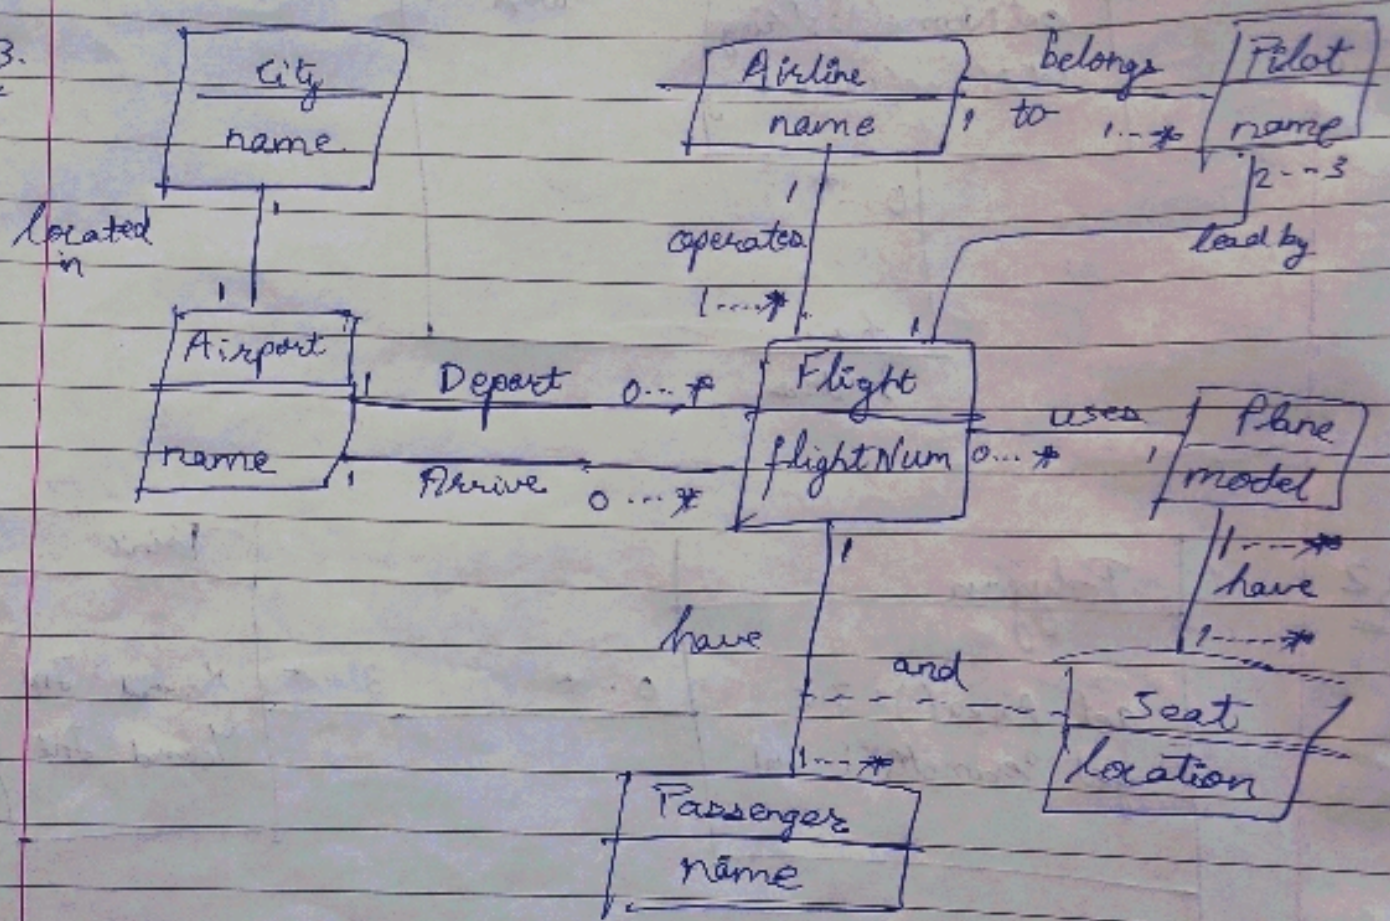 3.
City
name
located
in
1
1
Airport
name
Airline
name
belongs
to
1
1...*
Pilot
name
2--3
lead by
1
1
operates
1....*
1
Depart
0...*
1
Arrive
0...*
Flight
flightNum
uses
0...*
1
Plane
model
1....*
have
1....*
1
have
and
Seat
location
1....*
Passenger
name